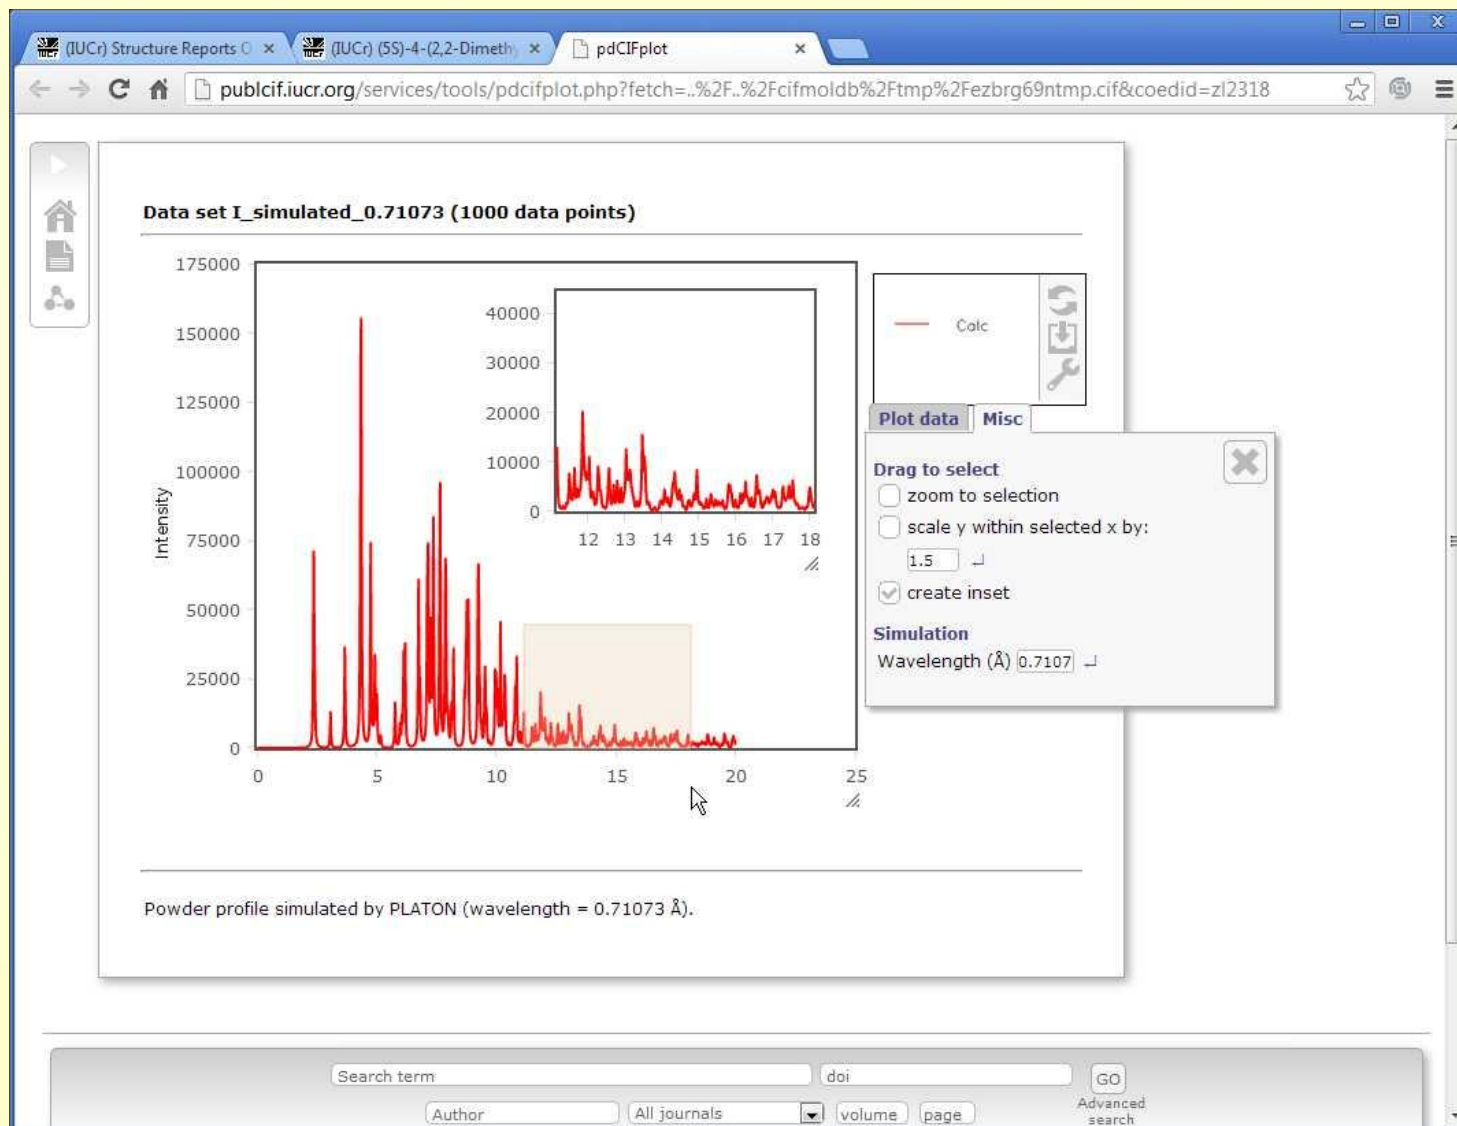 (IUCr) Structure Reports O
(IUCr) (5S)-4-(2,2-Dimethy
pdCIFplot
publcif.iucr.org/services/tools/pdcifplot.php?fetch=..%2F..%2Fcifmoldb%2Ftmp%2Fezbrg69ntmp.cif&coedid=zl2318
Data set I_simulated_0.71073 (1000 data points)
175000
150000
125000
100000
75000
50000
25000
0
Intensity
0 5 10 15 20 25
40000
30000
20000
10000
0
12 13 14 15 16 17 18
Calc
Plot data Misc
Drag to select
zoom to selection
scale y within selected x by:
1.5
create inset
Simulation
Wavelength (Å) 0.7107
Powder profile simulated by PLATON (wavelength = 0.71073 Å).
Search term doi GO
Author All journals volume page
Advanced
search